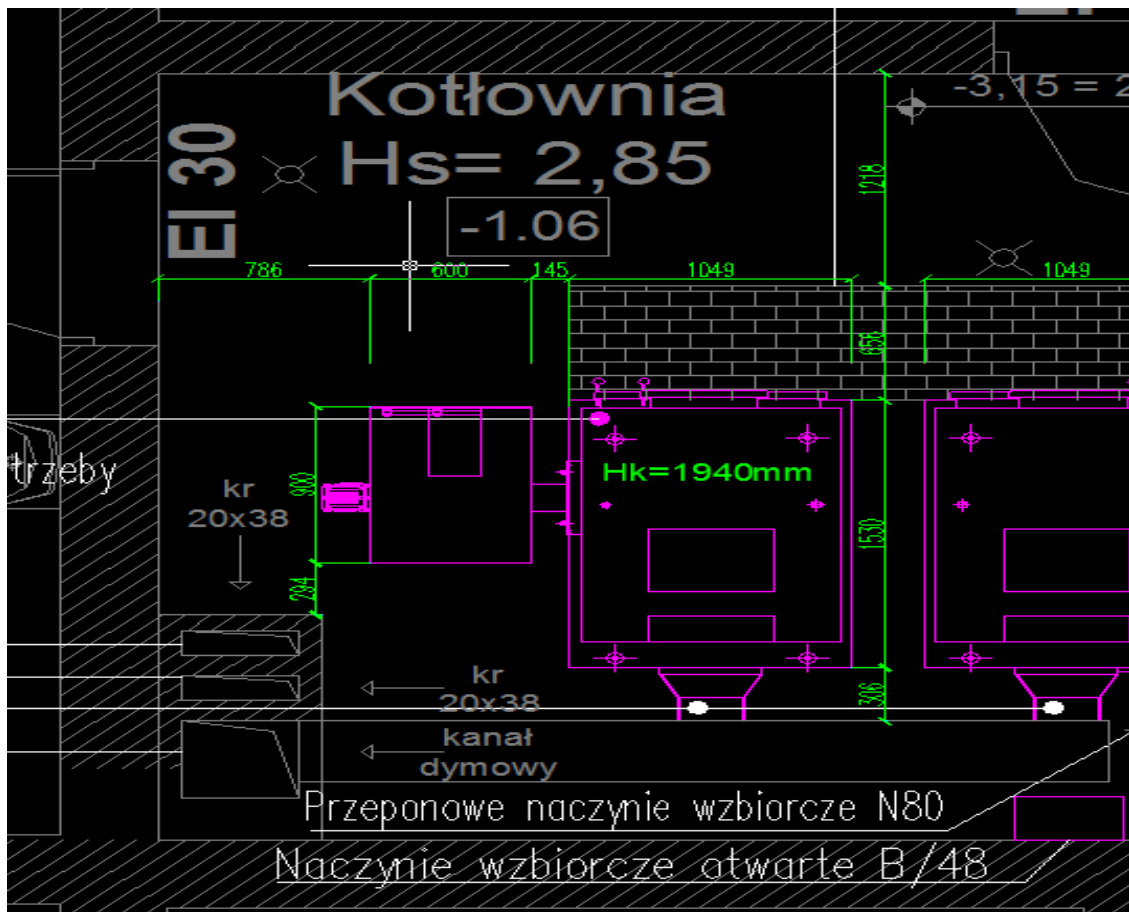 Kotłownia
Hs= 2,85
EI 30
-1.06
-3,15 = 2
1218
786
600
145
1049
1049
656
trzeby
900
kr
20x38
Hk=1940mm
1530
294
kr
20x38
306
kanał
dymowy
Przeponowe naczynie wzbiorcze N80
Naczynie wzbiorcze otwarte B/48